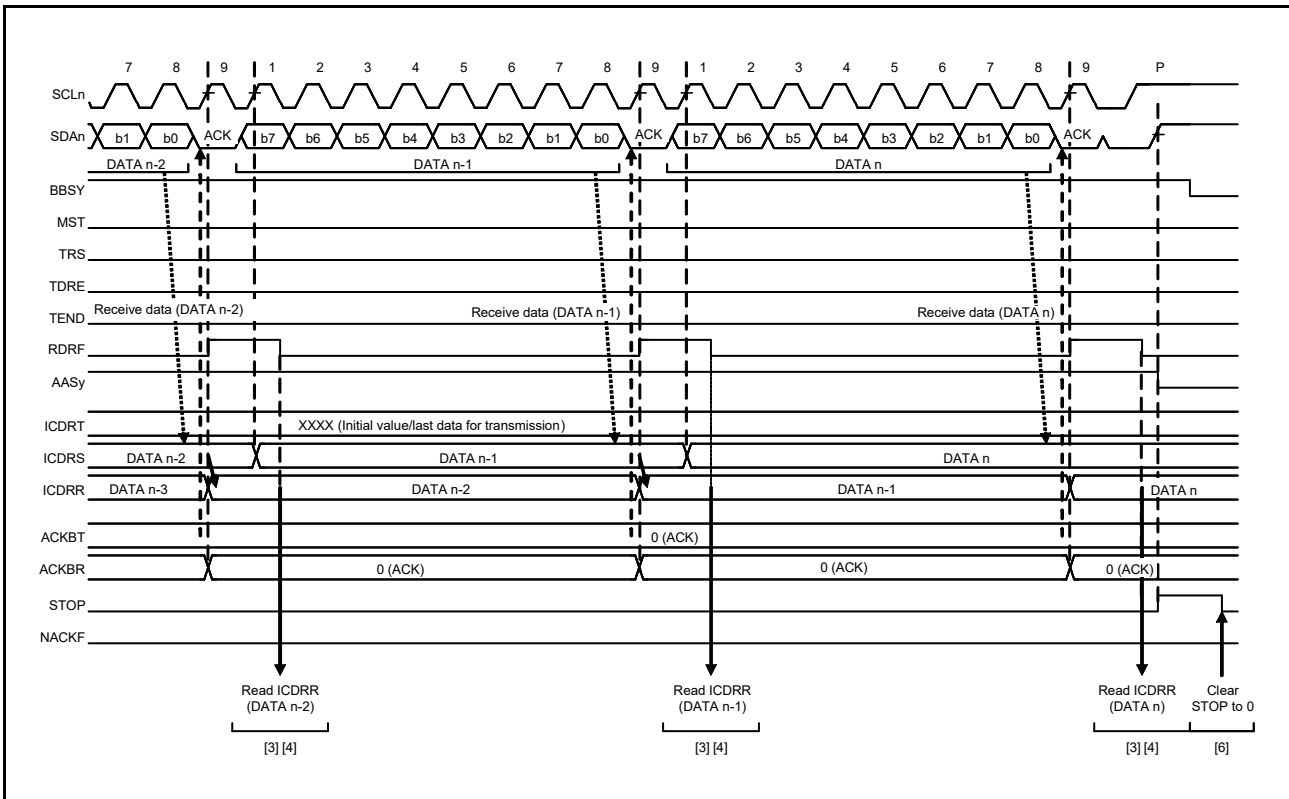 7 8 9 1 2 3 4 5 6 7 8 9 1 2 3 4 5 6 7 8 9 P
SCLn
SDAn b1 b0 ACK b7 b6 b5 b4 b3 b2 b1 b0 ACK b7 b6 b5 b4 b3 b2 b1 b0 ACK
DATA n-2 DATA n-1 DATA n
BBSY
MST
TRS
TDRE
Receive data (DATA n-2) Receive data (DATA n-1) Receive data (DATA n)
TEND
RDRF
AASy
ICDRT XXXX (Initial value/last data for transmission)
ICDRS DATA n-2 DATA n-1 DATA n
ICDRR DATA n-3 DATA n-2 DATA n-1 DATA n
ACKBT 0 (ACK)
ACKBR 0 (ACK) 0 (ACK) 0 (ACK)
STOP
NACKF
Read ICDRR Read ICDRR Read ICDRR Clear
(DATA n-2) (DATA n-1) (DATA n) STOP to 0
[3] [4] [3] [4] [3] [4] [6]